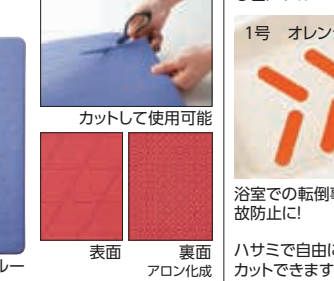 カットして使用可能
表面
裏面
アロン化成
ルー
1号 オレン
浴室での転倒事
故防止に!
ハサミで自由に
カットできます